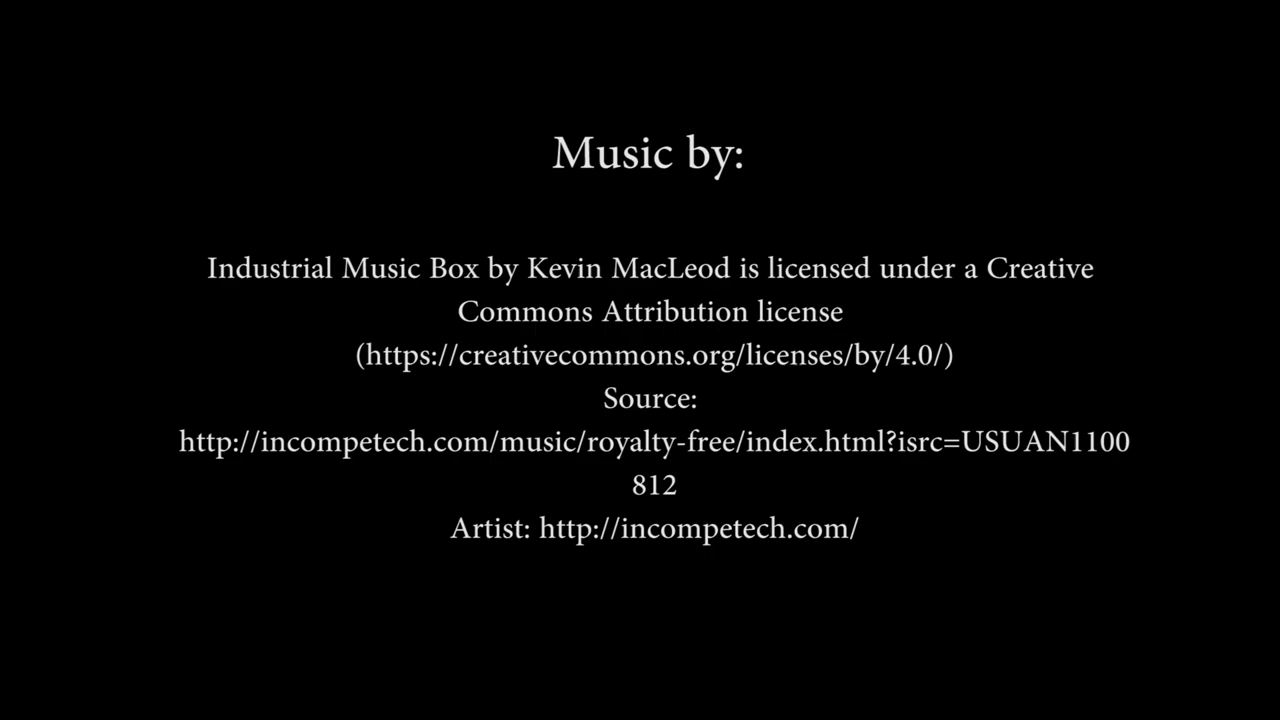 Music by:
Industrial Music Box by Kevin MacLeod is licensed under a Creative
Commons Attribution license
(https://creativecommons.org/licenses/by/4.0/)
Source:
http://incompetech.com/music/royalty-free/index.html?isrc=USUAN1100
812
Artist: http://incompetech.com/